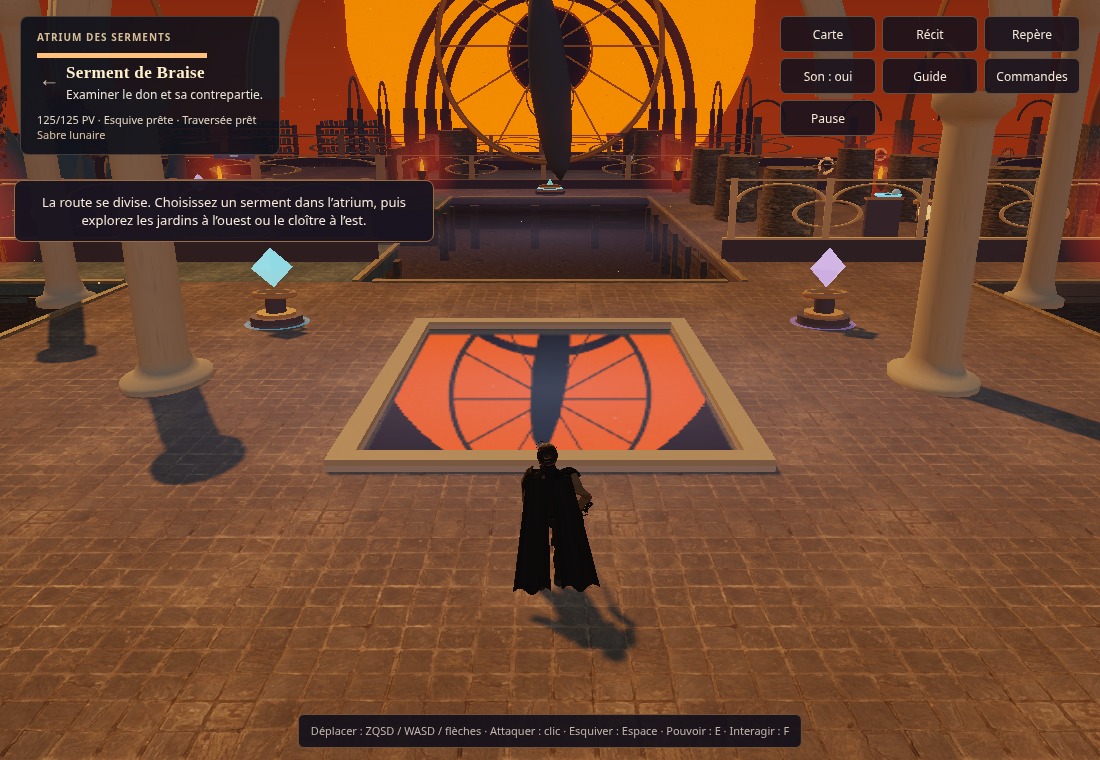 ATRIUM DES SERMENTS
←
Serment de Braise
Examiner le don et sa contrepartie.
125/125 PV · Esquive prête · Traversée prêt
Sabre lunaire
Carte
Récit
Repère
Son : oui
Guide
Commandes
Pause
La route se divise. Choisissez un serment dans l’atrium, puis
explorez les jardins à l’ouest ou le cloître à l’est.
Déplacer : ZQSD / WASD / flèches · Attaquer : clic · Esquiver : Espace · Pouvoir : E · Interagir : F